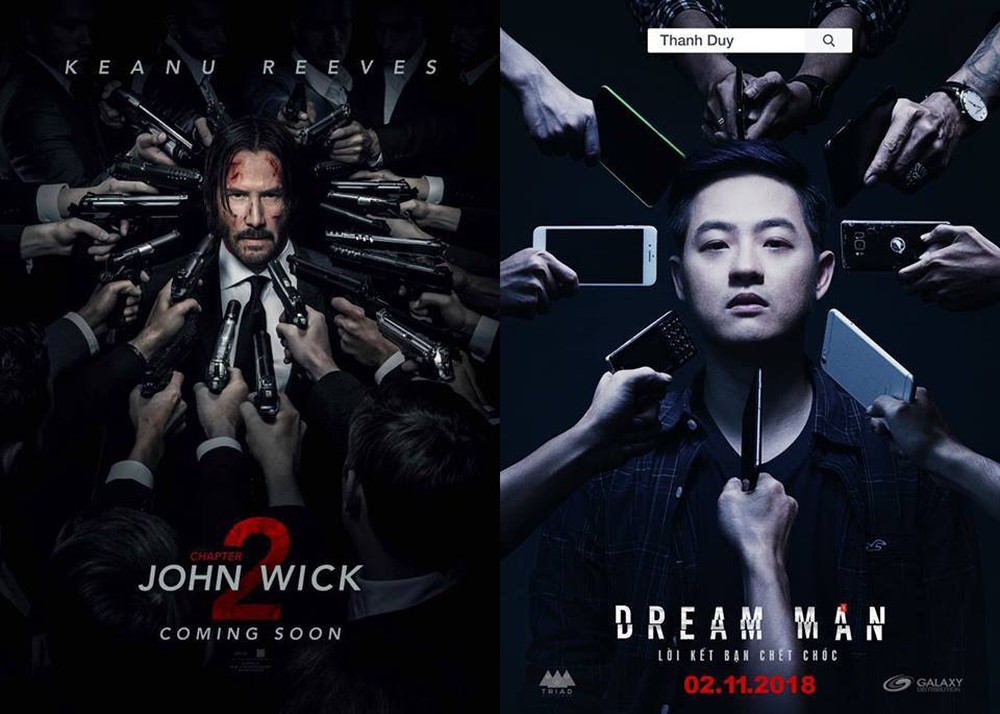 KEANU REEVES
CHAPTER
2
JOHN WICK
COMING SOON
Thanh Duy
DREAM MAN
LỜI KẾT BẠN CHẾT CHÓC
02.11.2018
TRIAD
GALAXY
DISTRIBUTION